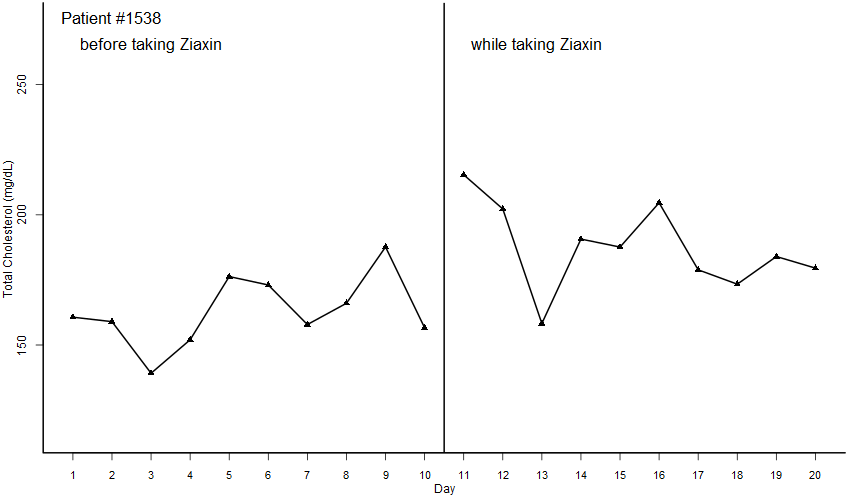 Patient #1538
before taking Ziaxin
while taking Ziaxin
Total Cholesterol (mg/dL)
250
200
150
1 2 3 4 5 6 7 8 9 10 11 12 13 14 15 16 17 18 19 20
Day